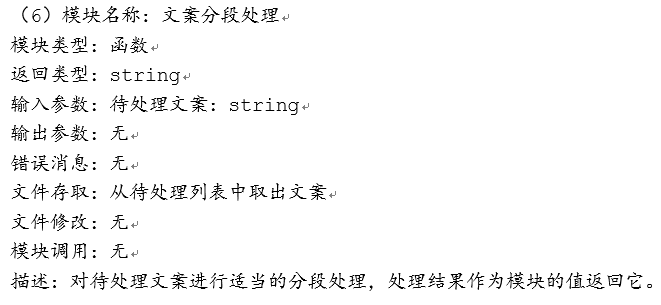 （6）模块名称：文案分段处理
模块类型：函数
返回类型：string
输入参数：待处理文案：string
输出参数：无
错误消息：无
文件存取：从待处理列表中取出文案
文件修改：无
模块调用：无
描述：对待处理文案进行适当的分段处理，处理结果作为模块的值返回它。